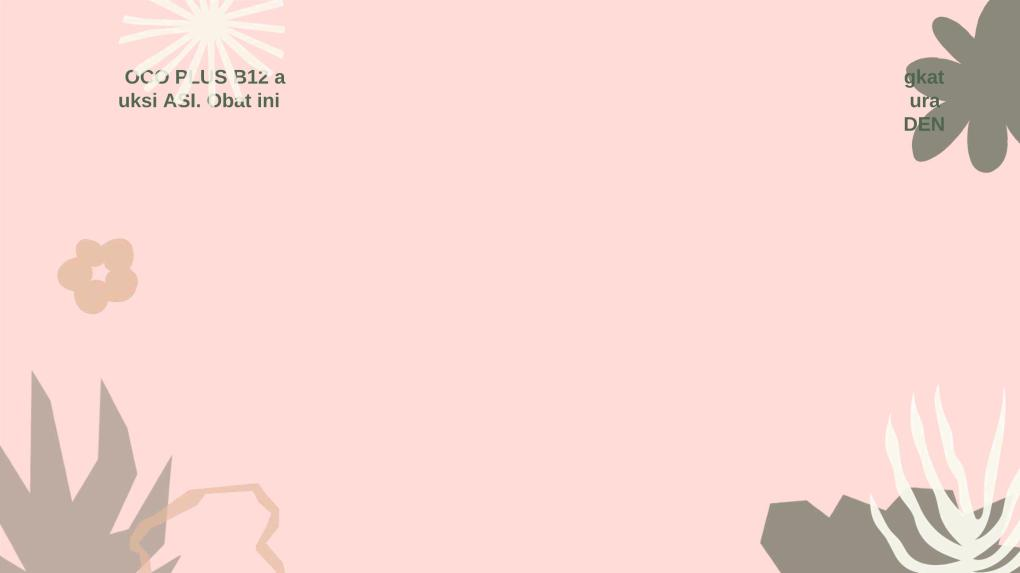 OCO PLUS B12 a gkat
uksi ASI. Obat ini ura
DEN